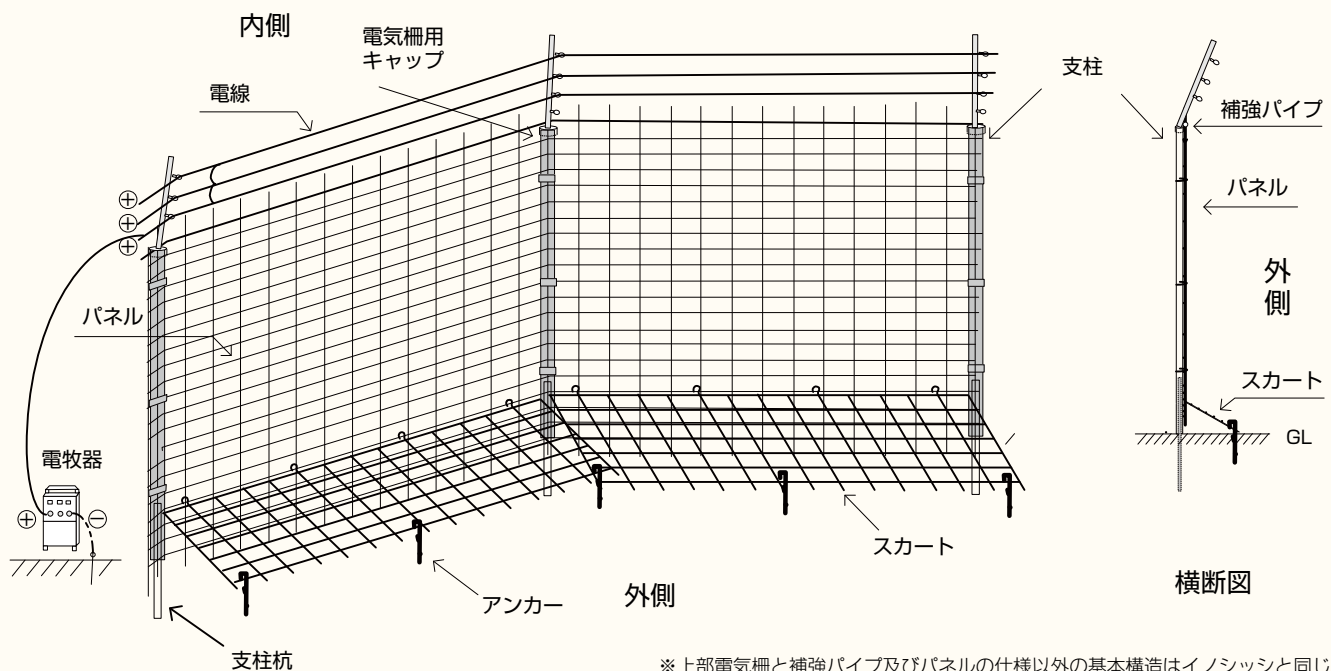 内側
電気柵用
キャップ
電線
支柱
補強パイプ
パネル
外側
スカート
GL
⊕
⊕
⊕
パネル
電牧器
⊕
⊖
スカート
アンカー
外側
支柱杭
横断図
※上部電気柵と補強パイプ及びパネルの仕様以外の基本構造はイノシシと同じ